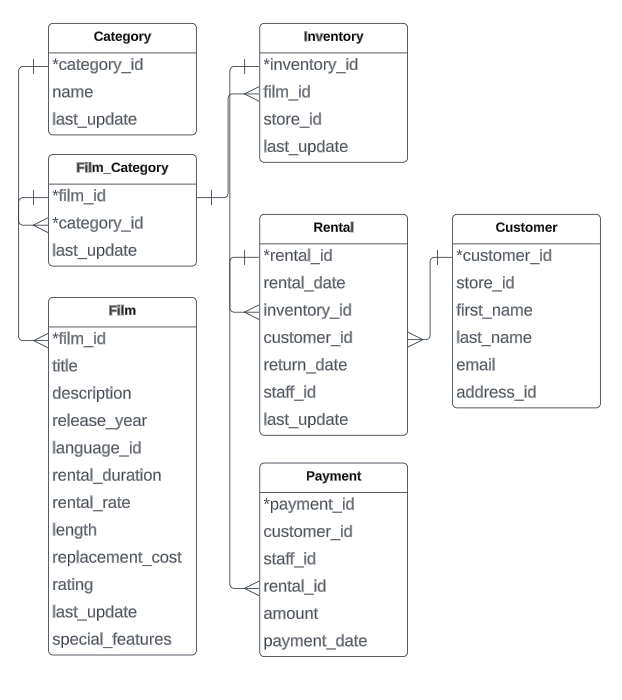 Category
*category_id
name
last_update
Film_Category
*film_id
*category_id
last_update
Film
*film_id
title
description
release_year
language_id
rental_duration
rental_rate
length
replacement_cost
rating
last_update
special_features
Inventory
*inventory_id
film_id
store_id
last_update
Rental
*rental_id
rental_date
inventory_id
customer_id
return_date
staff_id
last_update
Payment
*payment_id
customer_id
staff_id
rental_id
amount
payment_date
Customer
*customer_id
store_id
first_name
last_name
email
address_id